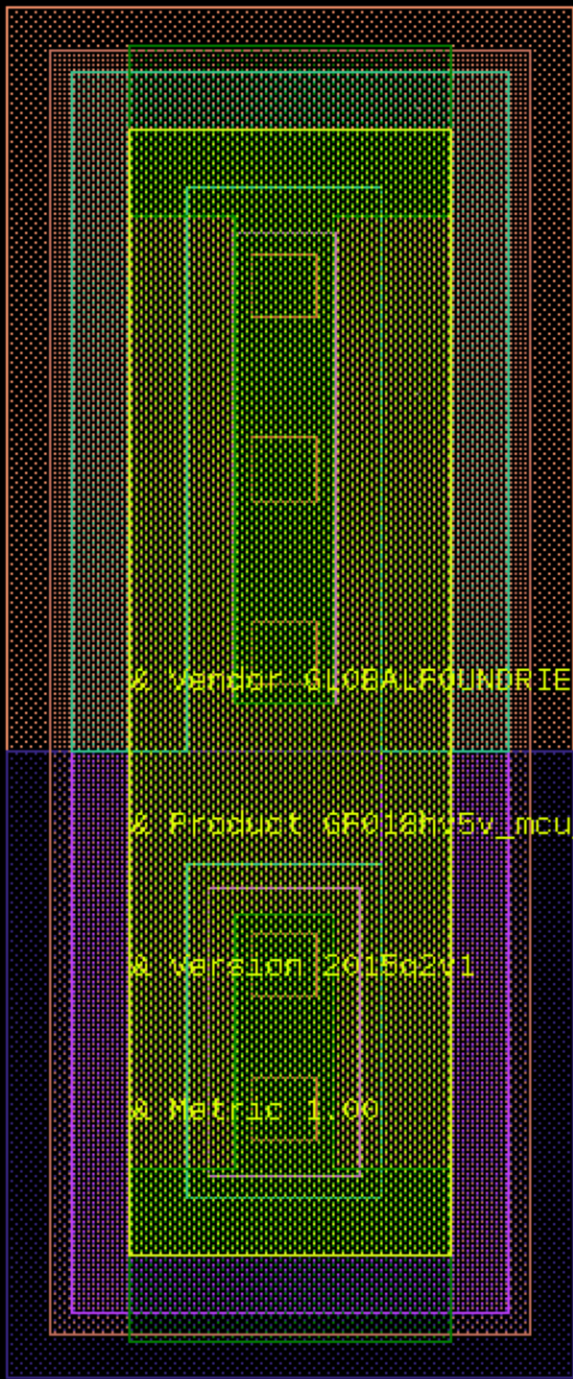 & Vendor GLOBALFOUNDRIE
& Product GF018hv5v_mcu
& Version 2015q2v1
& Metric 1.00